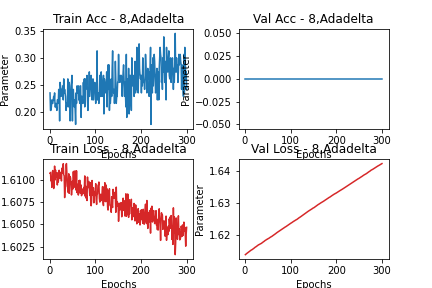 Train Acc - 8,Adadelta
Val Acc - 8,Adadelta
Parameter
0.35
0.30
0.25
0.20
0 100 200 300
Epochs
Parameter
0.050
0.025
0.000
−0.025
−0.050
0 100 200 300
Epochs
Train Loss - 8,Adadelta
Val Loss - 8,Adadelta
1.6100
1.6075
1.6050
1.6025
0 100 200 300
Epochs
Parameter
1.64
1.63
1.62
0 100 200 300
Epochs